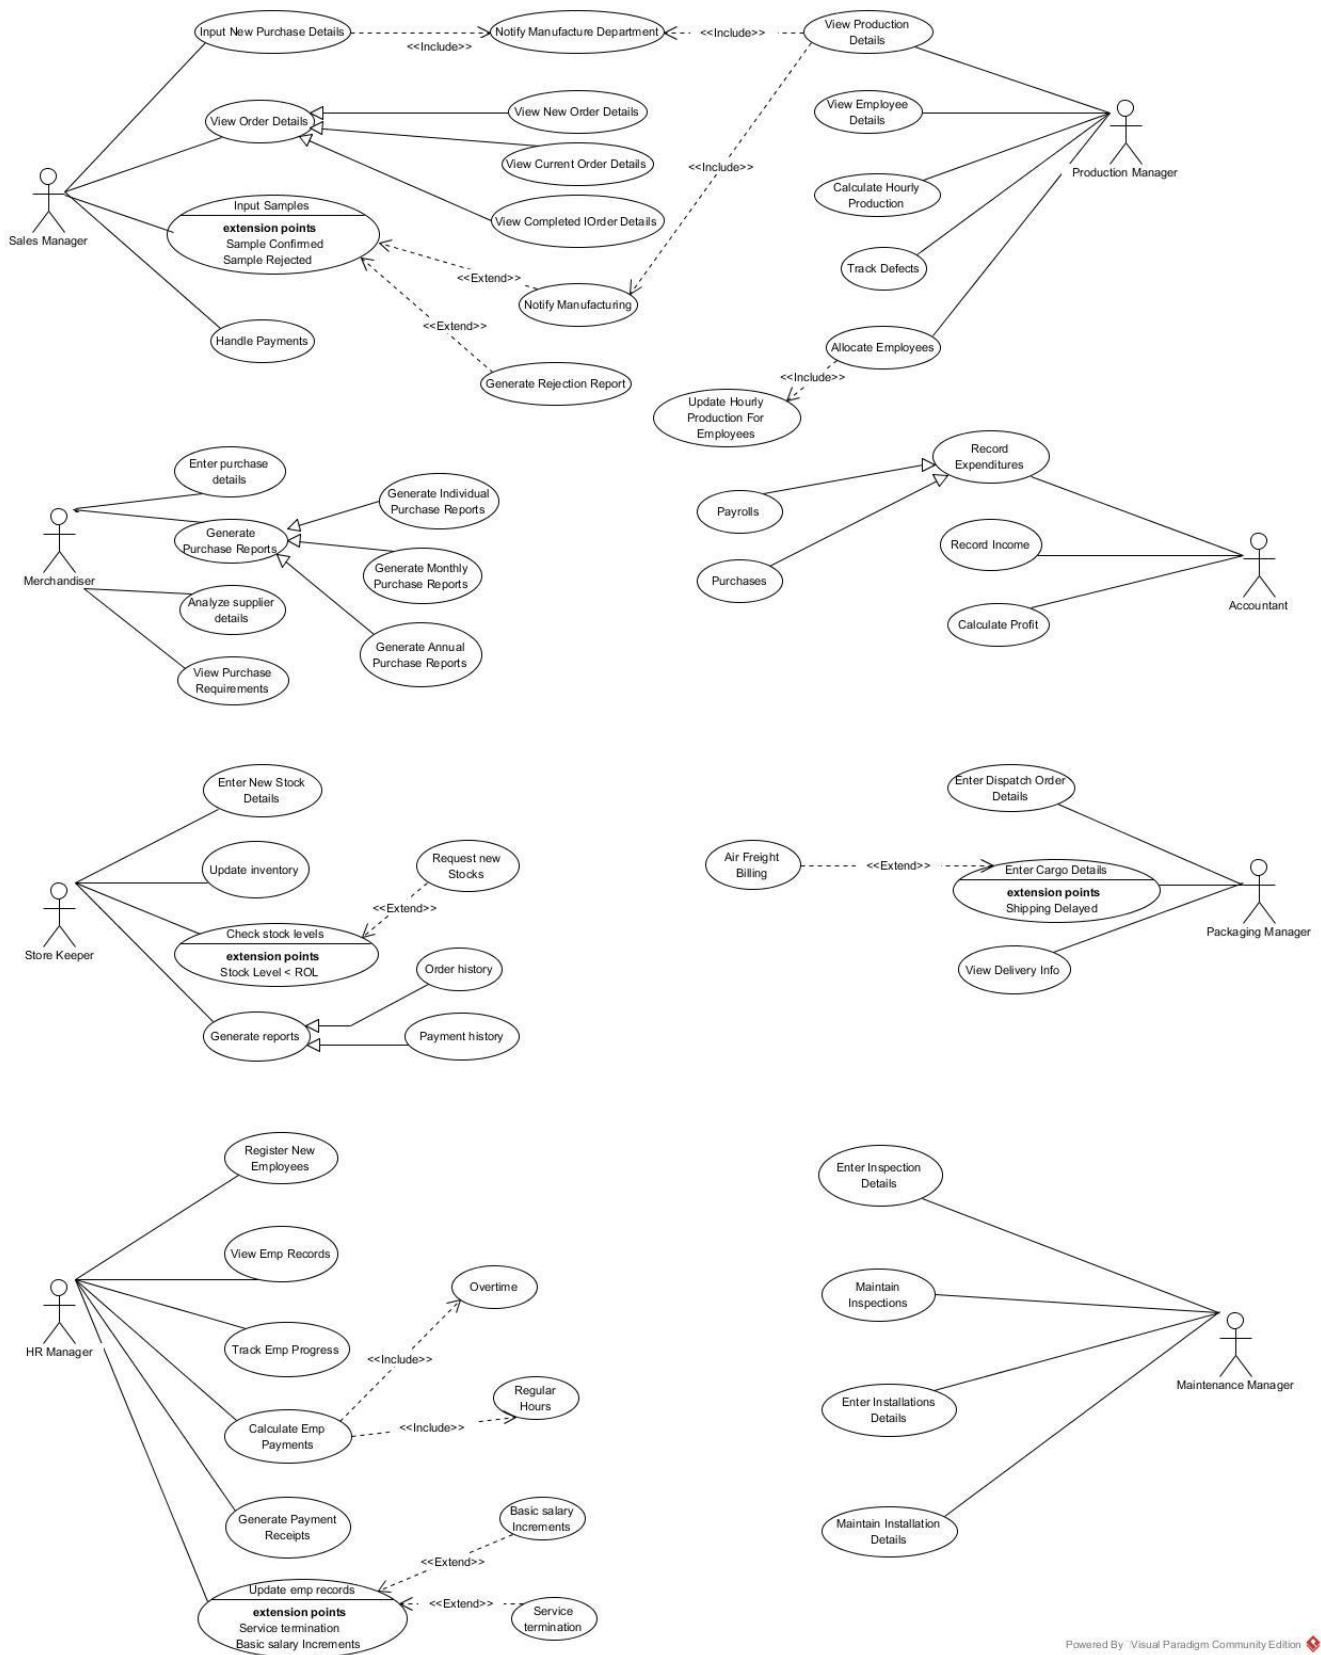 Input New Purchase Details
<<Include>>
Notify Manufacture Department
<<Include>>
View Production
Details
View Order Details
View New Order Details
View Current Order Details
View Completed IOrder Details
<<Include>>
View Employee
Details
Calculate Hourly
Production
Track Defects
Production Manager
Sales Manager
Input Samples
extension points
Sample Confirmed
Sample Rejected
<<Extend>>
Notify Manufacturing
<<Extend>>
Handle Payments
Generate Rejection Report
Allocate Employees
<<Include>>
Update Hourly
Production For
Employees
Enter purchase
details
Generate
Purchase Reports
Generate Individual
Purchase Reports
Generate Monthly
Purchase Reports
Generate Annual
Purchase Reports
Merchandiser
Analyze supplier
details
View Purchase
Requirements
Record
Expenditures
Payrolls
Purchases
Record Income
Calculate Profit
Accountant
Enter New Stock
Details
Update inventory
Request new
Stocks
<<Extend>>
Check stock levels
extension points
Stock Level < ROL
Store Keeper
Order history
Generate reports
Payment history
Enter Dispatch Order
Details
Air Freight
Billing
<<Extend>>
Enter Cargo Details
extension points
Shipping Delayed
Packaging Manager
View Delivery Info
Register New
Employees
View Emp Records
HR Manager
Track Emp Progress
Overtime
<<Include>>
Regular
Hours
Calculate Emp
Payments
<<Include>>
Generate Payment
Receipts
Basic salary
Increments
<<Extend>>
Update emp records
extension points
Service termination
Basic salary Increments
<<Extend>>
Service
termination
Enter Inspection
Details
Maintain
Inspections
Enter Installations
Details
Maintain Installation
Details
Maintenance Manager
Powered By Visual Paradigm Community Edition